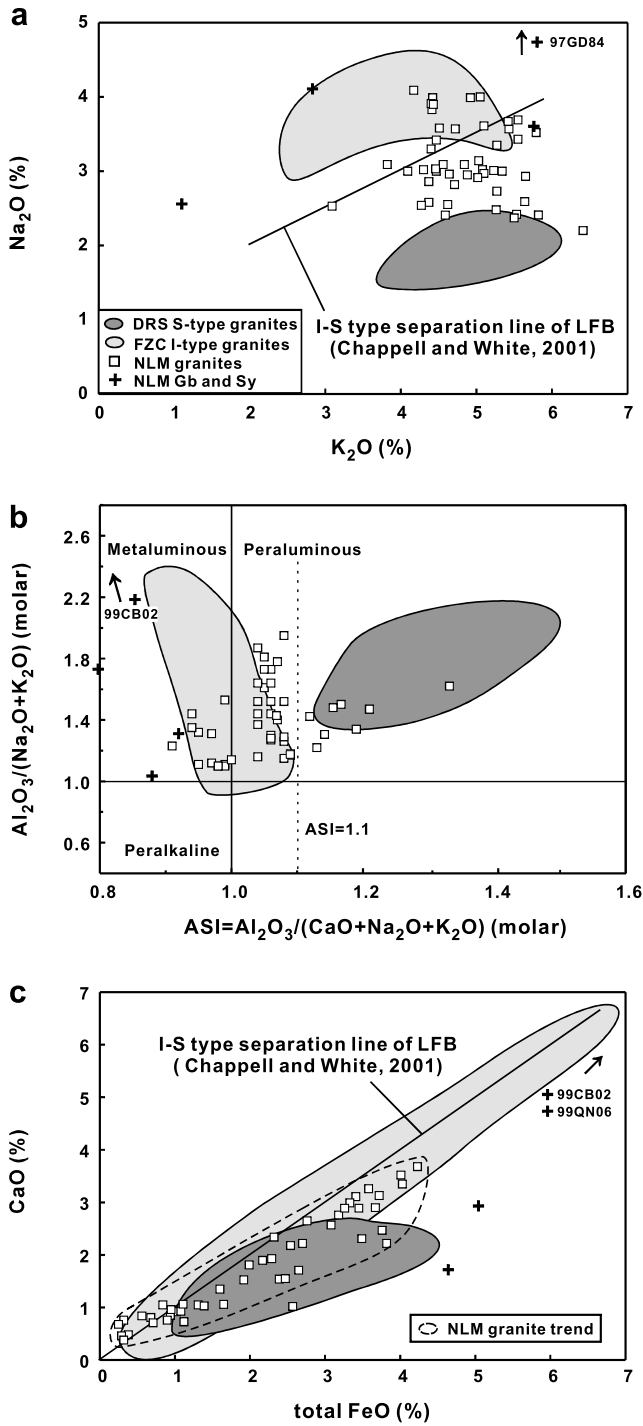 a
5
4
3
2
1
0
Na2O (%)
97GD84
I-S type separation line of LFB
(Chappell and White, 2001)
DRS S-type granites
FZC I-type granites
NLM granites
NLM Gb and Sy
0 1 2 3 4 5 6 7
K2O (%)
b
2.6
2.2
1.8
1.4
1.0
0.6
Al2O3/(Na2O+K2O) (molar)
Metaluminous Peraluminous
99CB02
ASI=1.1
Peralkaline
0.8 1.0 1.2 1.4 1.6
ASI=Al2O3/(CaO+Na2O+K2O) (molar)
c
7
6
5
4
3
2
1
0
CaO (%)
I-S type separation line of LFB
( Chappell and White, 2001)
99CB02
99QN06
NLM granite trend
0 1 2 3 4 5 6 7
total FeO (%)